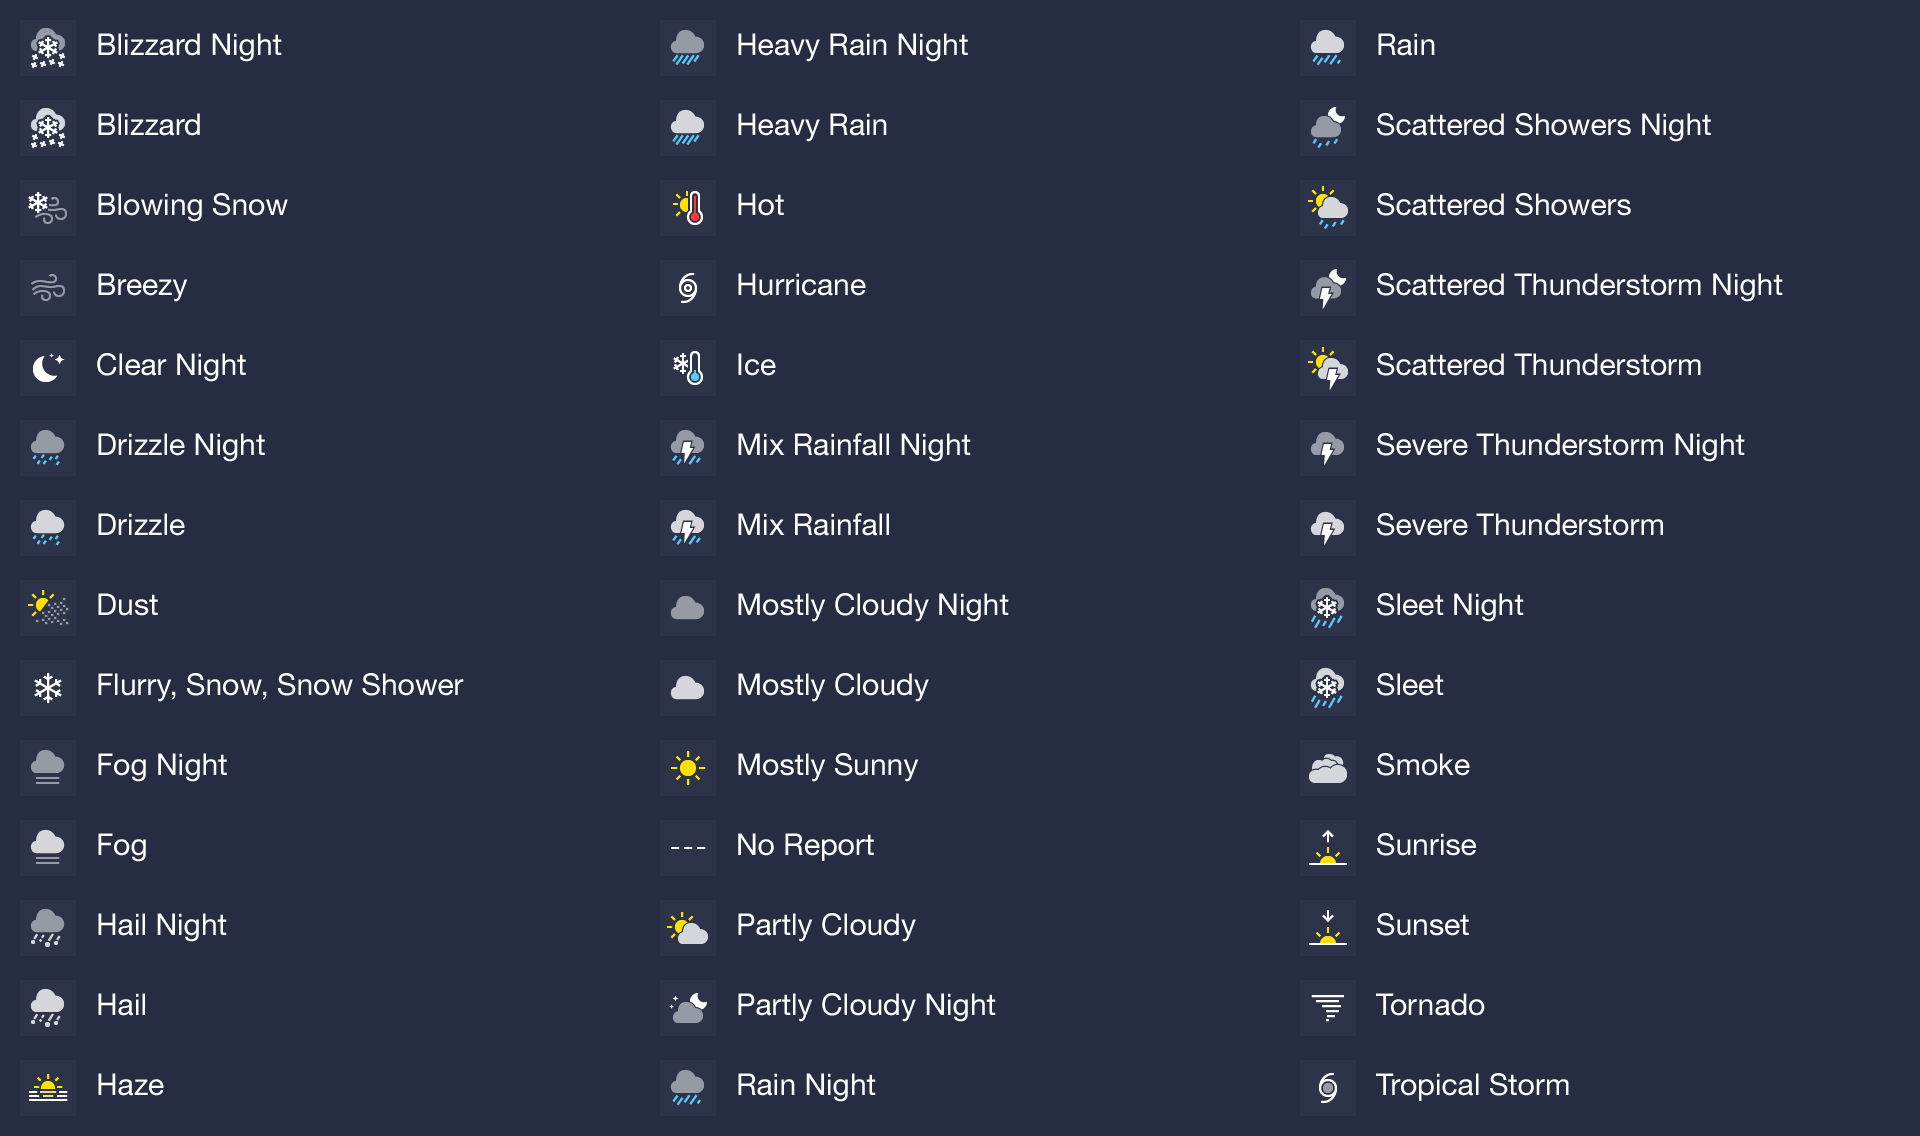 Blizzard Night
Blizzard
Blowing Snow
Breezy
Clear Night
Drizzle Night
Drizzle
Dust
Flurry, Snow, Snow Shower
Fog Night
Fog
Hail Night
Hail
Haze
Heavy Rain Night
Heavy Rain
Hot
Hurricane
Ice
Mix Rainfall Night
Mix Rainfall
Mostly Cloudy Night
Mostly Cloudy
Mostly Sunny
No Report
Partly Cloudy
Partly Cloudy Night
Rain Night
Rain
Scattered Showers Night
Scattered Showers
Scattered Thunderstorm Night
Scattered Thunderstorm
Severe Thunderstorm Night
Severe Thunderstorm
Sleet Night
Sleet
Smoke
Sunrise
Sunset
Tornado
Tropical Storm